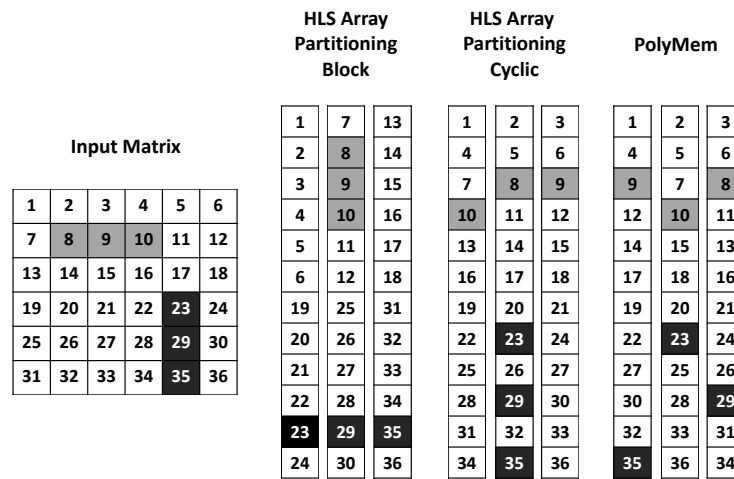 HLS Array
Partitioning
Block
HLS Array
Partitioning
Cyclic
PolyMem
Input Matrix
1 2 3 4 5 6
7 8 9 10 11 12
13 14 15 16 17 18
19 20 21 22 23 24
25 26 27 28 29 30
31 32 33 34 35 36
1 7 13
2 8 14
3 9 15
4 10 16
5 11 17
6 12 18
19 25 31
20 26 32
21 27 33
22 28 34
23 29 35
24 30 36
1 2 3
4 5 6
7 8 9
10 11 12
13 14 15
16 17 18
19 20 21
22 23 24
25 26 27
28 29 30
31 32 33
34 35 36
1 2 3
4 5 6
9 7 8
12 10 11
14 15 13
17 18 16
19 20 21
22 23 24
27 25 26
30 28 29
32 33 31
35 36 34